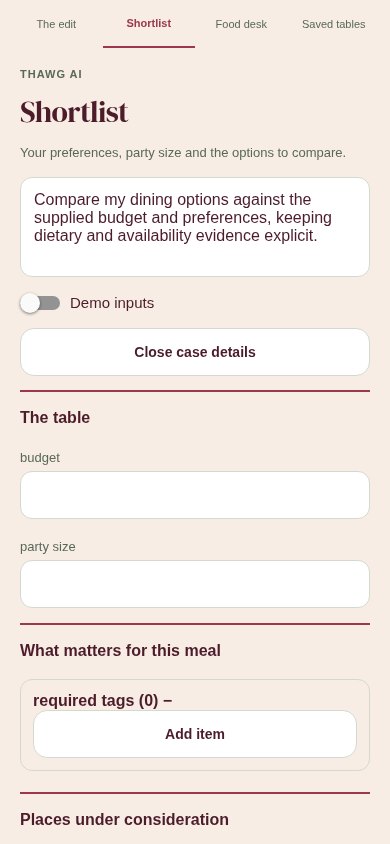 The edit
Shortlist
Food desk
Saved tables
THAWG AI
Shortlist
Your preferences, party size and the options to compare.
Compare my dining options against the
supplied budget and preferences, keeping
dietary and availability evidence explicit.
Demo inputs
Close case details
The table
budget
party size
What matters for this meal
required tags (0) –
Add item
Places under consideration